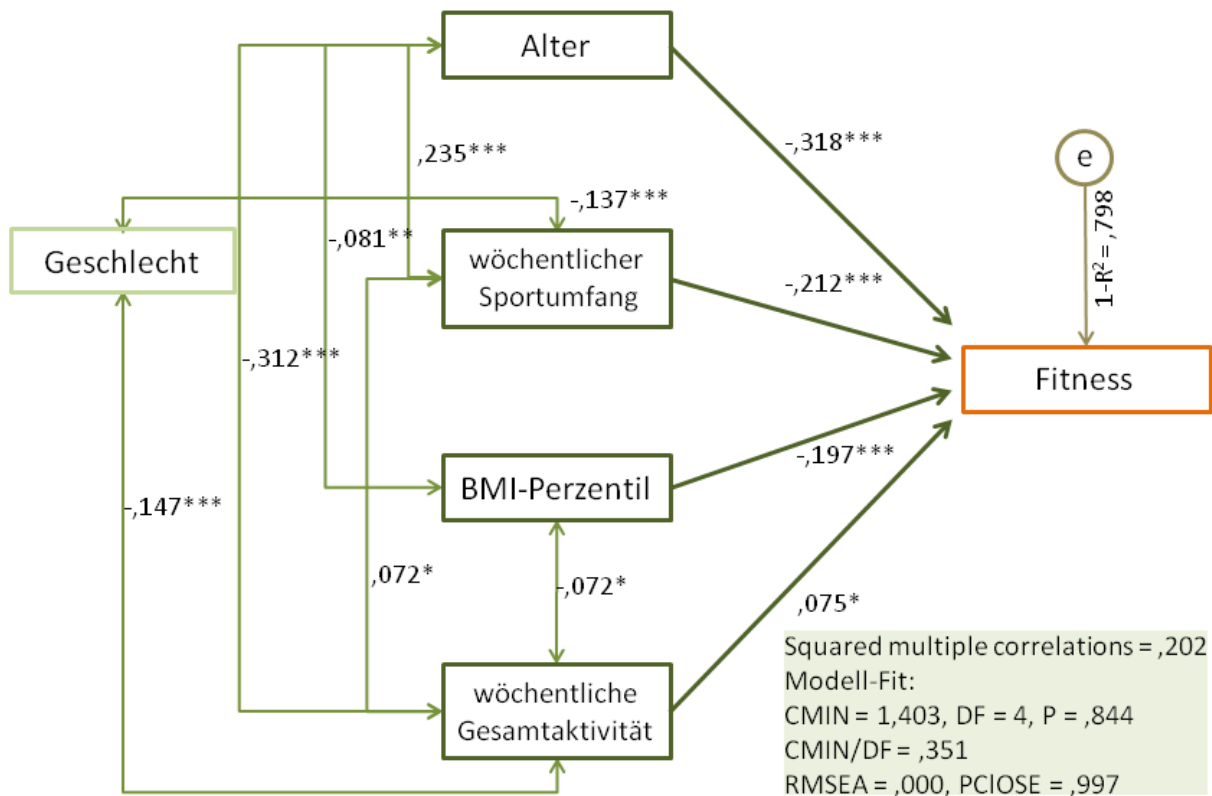 Alter
-,318***
e
,235***
-,137***
1-R² = ,798
Geschlecht
-,081**
wöchentlicher
Sportumfang
-,212***
-,312***
Fitness
-,197***
BMI-Perzentil
-,147***
,072*
-,072*
,075*
wöchentliche
Gesamtaktivität
Squared multiple correlations = ,202
Modell-Fit:
CMIN = 1,403, DF = 4, P = ,844
CMIN/DF = ,351
RMSEA = ,000, PClOSE = ,997